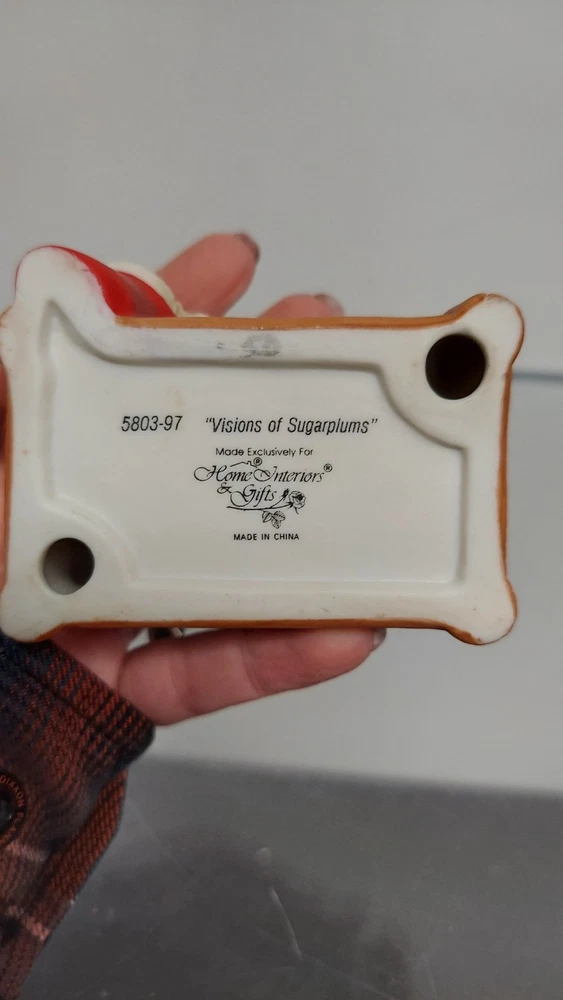 5803-97 "Visions of Sugarplums"
Made Exclusively For
Home Interiors®
& Gifts
MADE IN CHINA